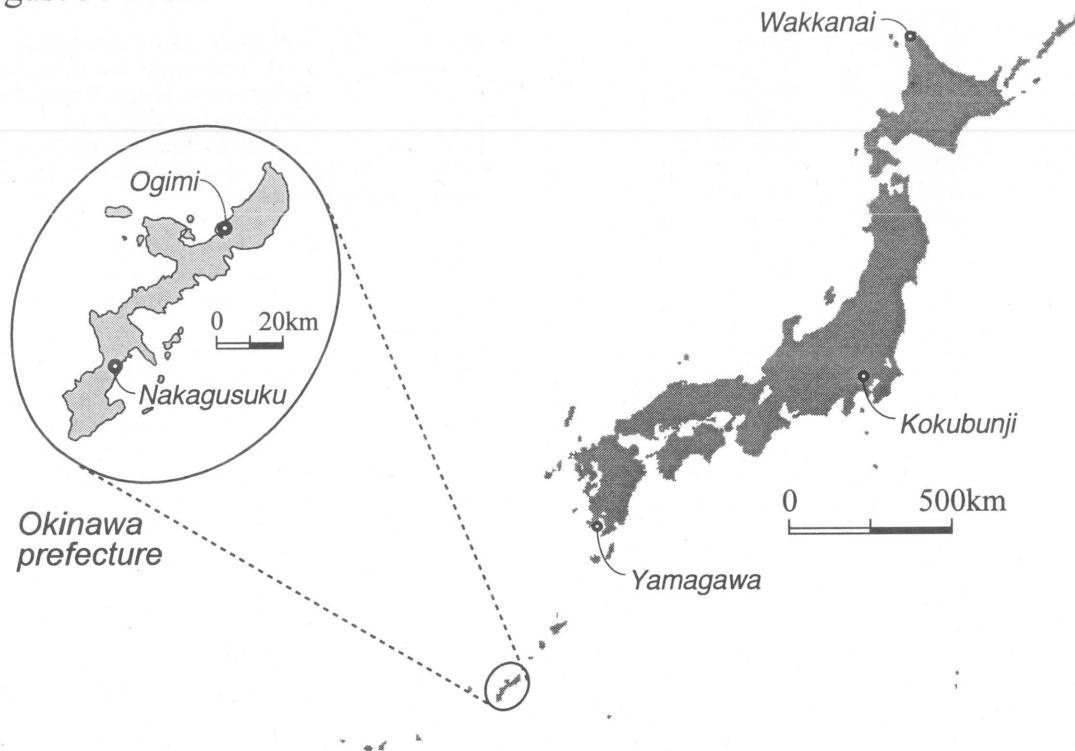 Wakkanai
Ogimi
0 20km
Nakagusuku
Kokubunji
0 500km
Okinawa
prefecture
Yamagawa